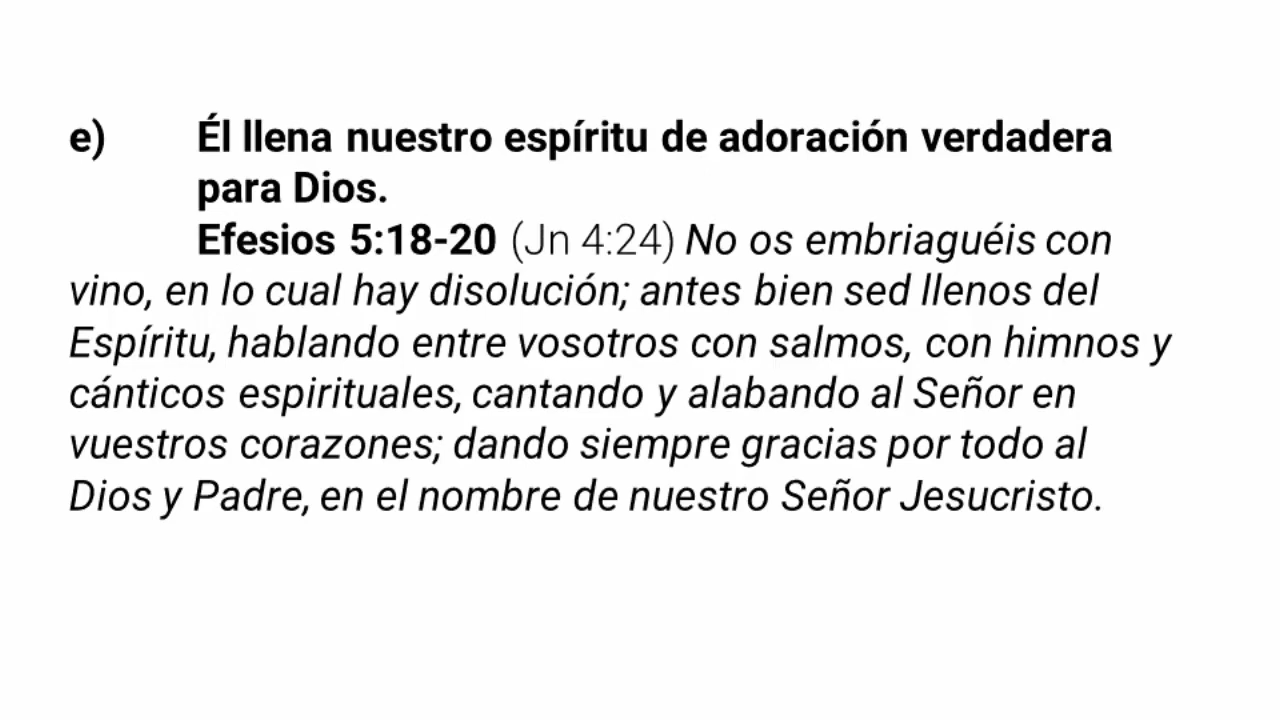 e) Él llena nuestro espíritu de adoración verdadera
para Dios.
Efesios 5:18-20 (Jn 4:24) No os embriaguéis con
vino, en lo cual hay disolución; antes bien sed llenos del
Espíritu, hablando entre vosotros con salmos, con himnos y
cánticos espirituales, cantando y alabando al Señor en
vuestros corazones; dando siempre gracias por todo al
Dios y Padre, en el nombre de nuestro Señor Jesucristo.